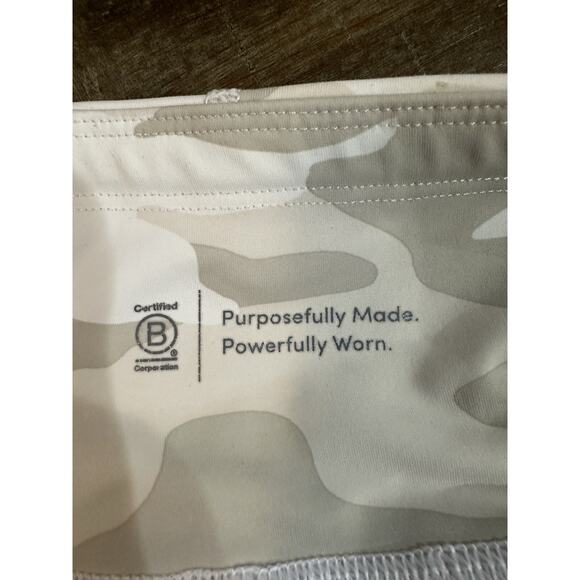 Certified
B
Corporation
Purposefully Made.
Powerfully Worn.